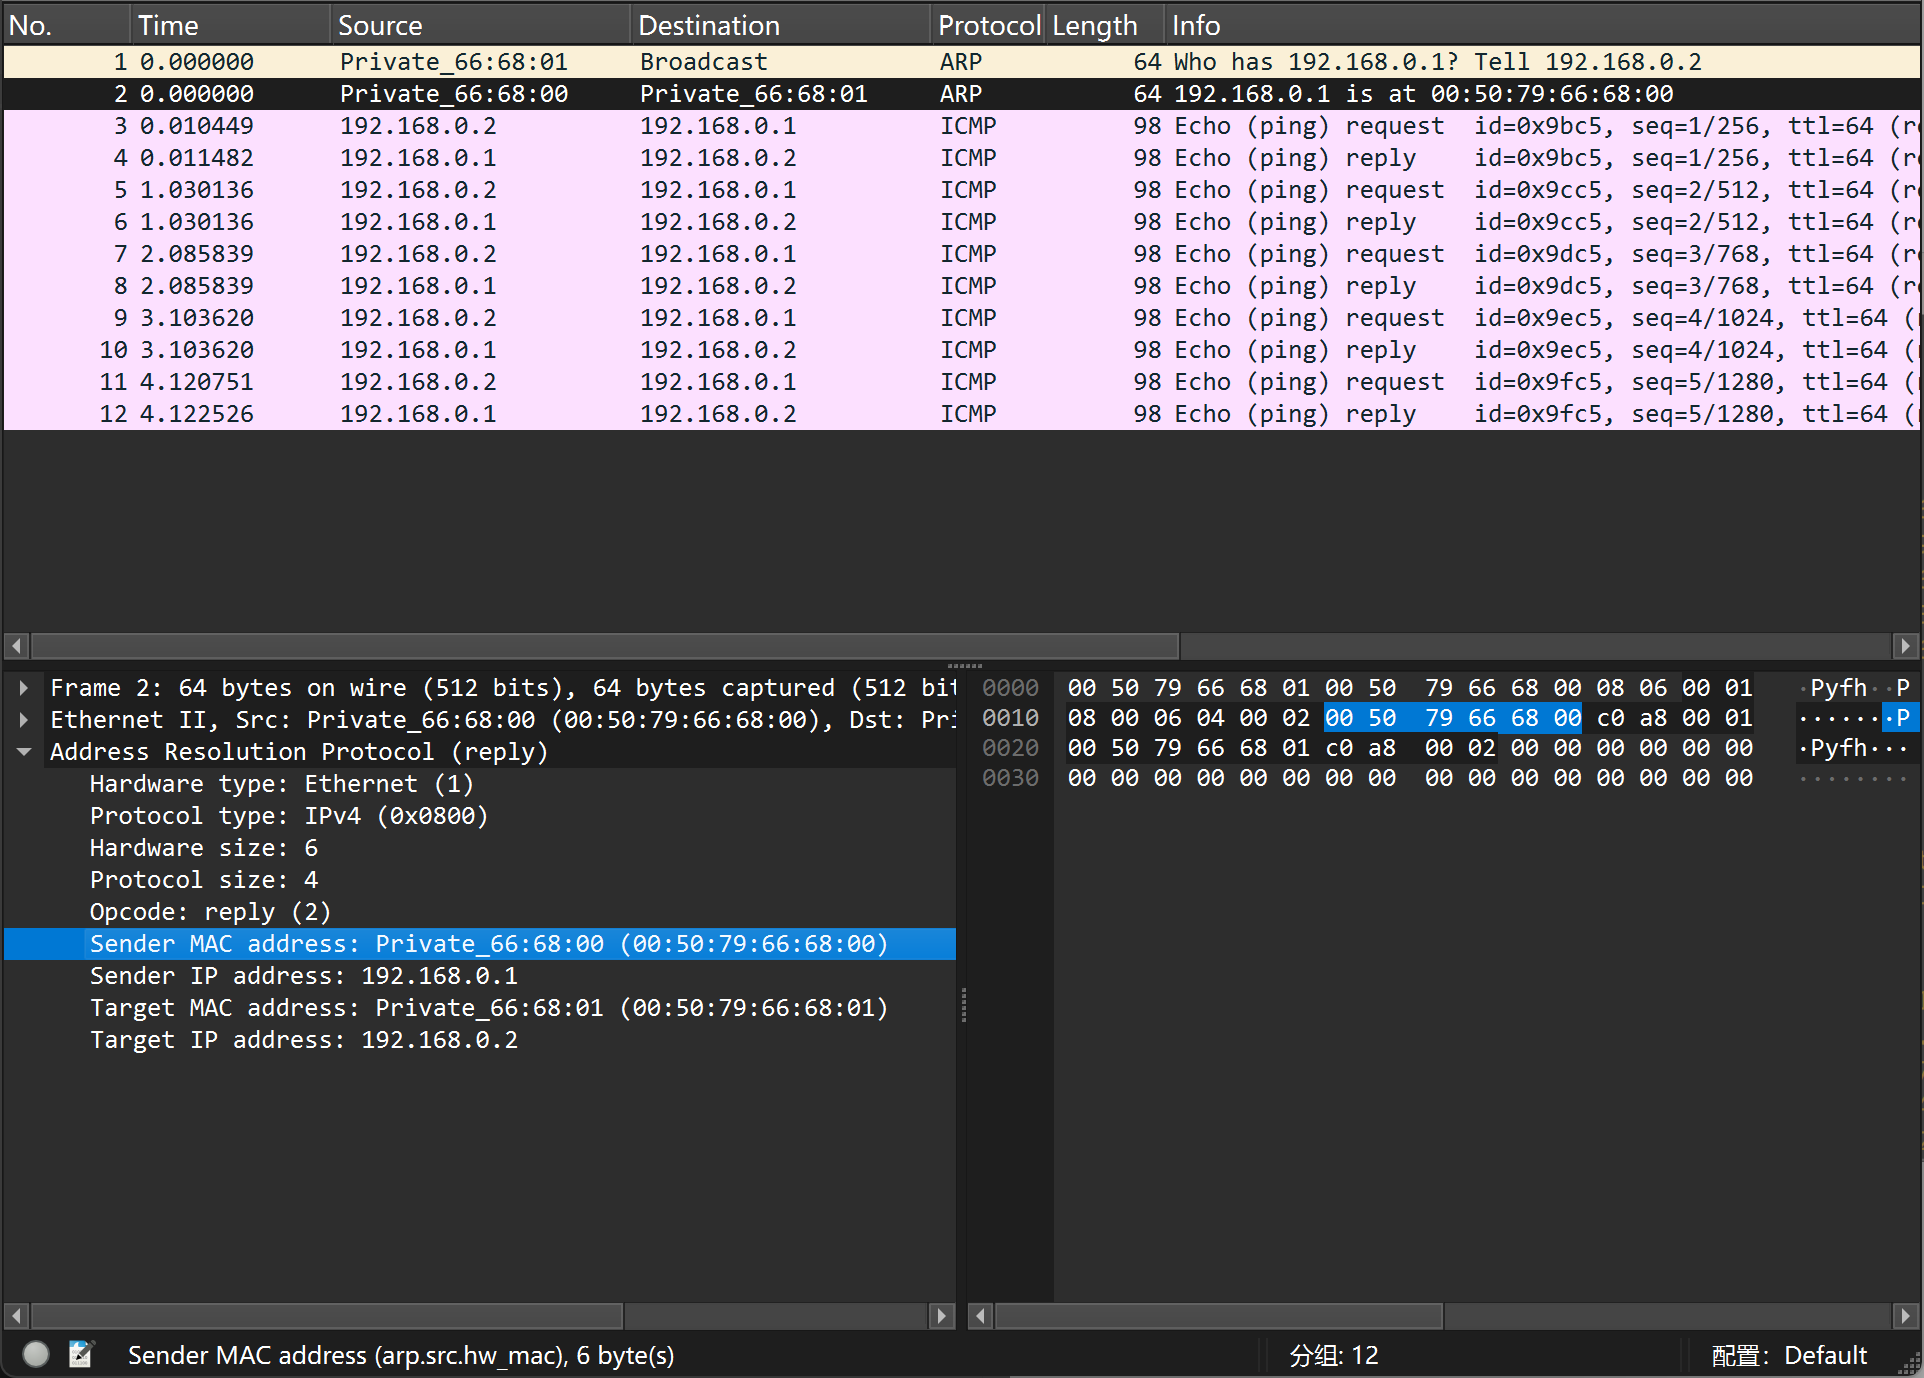 No. Time Source Destination Protocol Length Info
1 0.000000 Private_66:68:01 Broadcast ARP 64 Who has 192.168.0.1? Tell 192.168.0.2
2 0.000000 Private_66:68:00 Private_66:68:01 ARP 64 192.168.0.1 is at 00:50:79:66:68:00
3 0.010449 192.168.0.2 192.168.0.1 ICMP 98 Echo (ping) request id=0x9bc5, seq=1/256, ttl=64 (re
4 0.011482 192.168.0.1 192.168.0.2 ICMP 98 Echo (ping) reply id=0x9bc5, seq=1/256, ttl=64 (re
5 1.030136 192.168.0.2 192.168.0.1 ICMP 98 Echo (ping) request id=0x9cc5, seq=2/512, ttl=64 (re
6 1.030136 192.168.0.1 192.168.0.2 ICMP 98 Echo (ping) reply id=0x9cc5, seq=2/512, ttl=64 (re
7 2.085839 192.168.0.2 192.168.0.1 ICMP 98 Echo (ping) request id=0x9dc5, seq=3/768, ttl=64 (re
8 2.085839 192.168.0.1 192.168.0.2 ICMP 98 Echo (ping) reply id=0x9dc5, seq=3/768, ttl=64 (re
9 3.103620 192.168.0.2 192.168.0.1 ICMP 98 Echo (ping) request id=0x9ec5, seq=4/1024, ttl=64 (r
10 3.103620 192.168.0.1 192.168.0.2 ICMP 98 Echo (ping) reply id=0x9ec5, seq=4/1024, ttl=64 (r
11 4.120751 192.168.0.2 192.168.0.1 ICMP 98 Echo (ping) request id=0x9fc5, seq=5/1280, ttl=64 (r
12 4.122526 192.168.0.1 192.168.0.2 ICMP 98 Echo (ping) reply id=0x9fc5, seq=5/1280, ttl=64 (r
Frame 2: 64 bytes on wire (512 bits), 64 bytes captured (512 bit
Ethernet II, Src: Private_66:68:00 (00:50:79:66:68:00), Dst: Pri
Address Resolution Protocol (reply)
Hardware type: Ethernet (1)
Protocol type: IPv4 (0x0800)
Hardware size: 6
Protocol size: 4
Opcode: reply (2)
Sender MAC address: Private_66:68:00 (00:50:79:66:68:00)
Sender IP address: 192.168.0.1
Target MAC address: Private_66:68:01 (00:50:79:66:68:01)
Target IP address: 192.168.0.2
0000 00 50 79 66 68 01 00 50 79 66 68 00 08 06 00 01 ·Pyfh··P
0010 08 00 06 04 00 02 00 50 79 66 68 00 c0 a8 00 01 ·······P
0020 00 50 79 66 68 01 c0 a8 00 02 00 00 00 00 00 00 ·Pyfh···
0030 00 00 00 00 00 00 00 00 00 00 00 00 00 00 00 00 ········
Sender MAC address (arp.src.hw_mac), 6 byte(s)
分组: 12
配置： Default